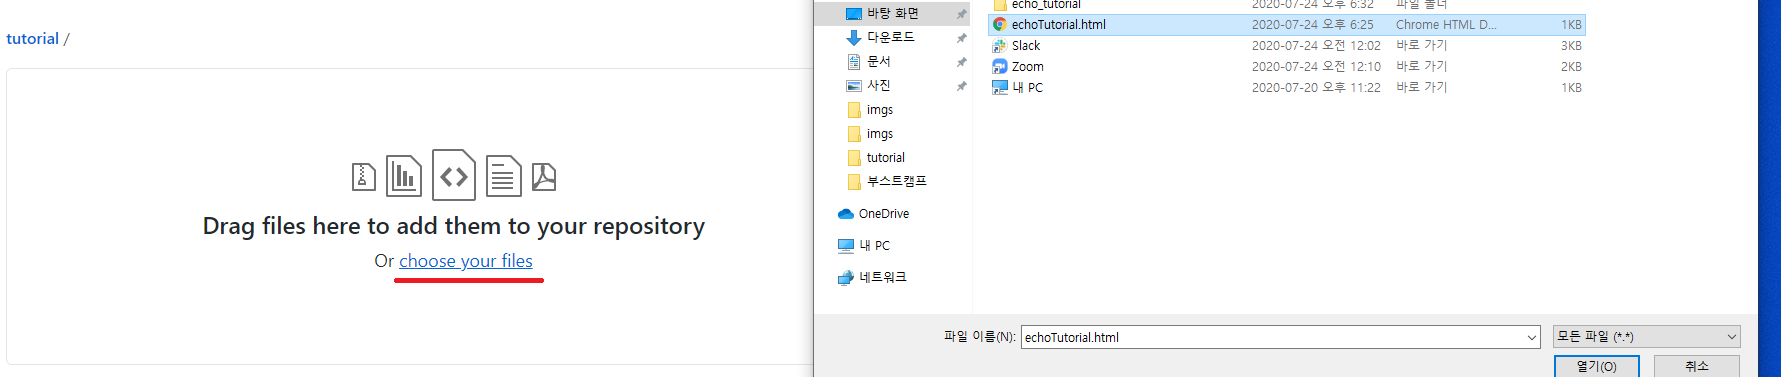 tutorial /
Drag files here to add them to your repository
Or choose your files
바탕 화면
다운로드
문서
사진
imgs
imgs
tutorial
부스트캠프
OneDrive
내 PC
네트워크
echo_tutorial 2020-07-24 오후 6:32 파일 폴더
echoTutorial.html 2020-07-24 오후 6:25 Chrome HTML D... 1KB
Slack 2020-07-24 오전 12:02 바로 가기 3KB
Zoom 2020-07-24 오전 12:10 바로 가기 2KB
내 PC 2020-07-20 오후 11:22 바로 가기 1KB
파일 이름(N): echoTutorial.html 모든 파일 (*.*)
열기(O) 취소